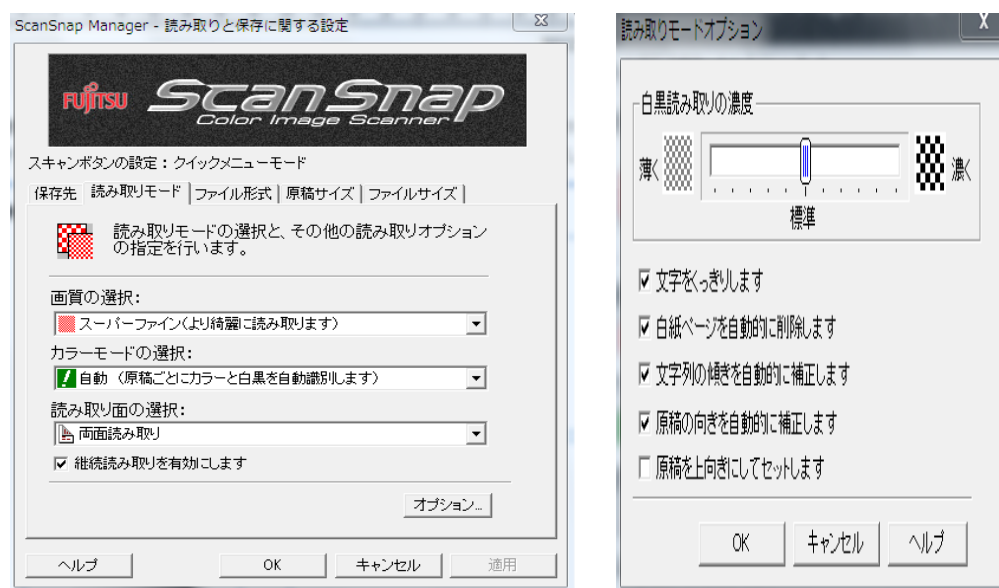 ScanSnap Manager - 読み取りと保存に関する設定
FUJITSU ScanSnap
Color Image Scanner
スキャンボタンの設定：クイックメニューモード
保存先 読み取りモード ファイル形式 原稿サイズ ファイルサイズ
読み取りモードの選択と、その他の読み取りオプション
の指定を行います。
画質の選択:
スーパーファイン(より綺麗に読み取ります)
カラーモードの選択:
自動 (原稿ごとにカラーと白黒を自動識別します)
読み取り面の選択:
両面読み取り
継続読み取りを有効にします
オプション...
ヘルプ OK キャンセル 適用
読み取りモードオプション
白黒読み取りの濃度
薄く 濃く
標準
文字をくっきりします
白紙ページを自動的に削除します
文字列の傾きを自動的に補正します
原稿の向きを自動的に補正します
原稿を上向きにしてセットします
OK キャンセル ヘルプ